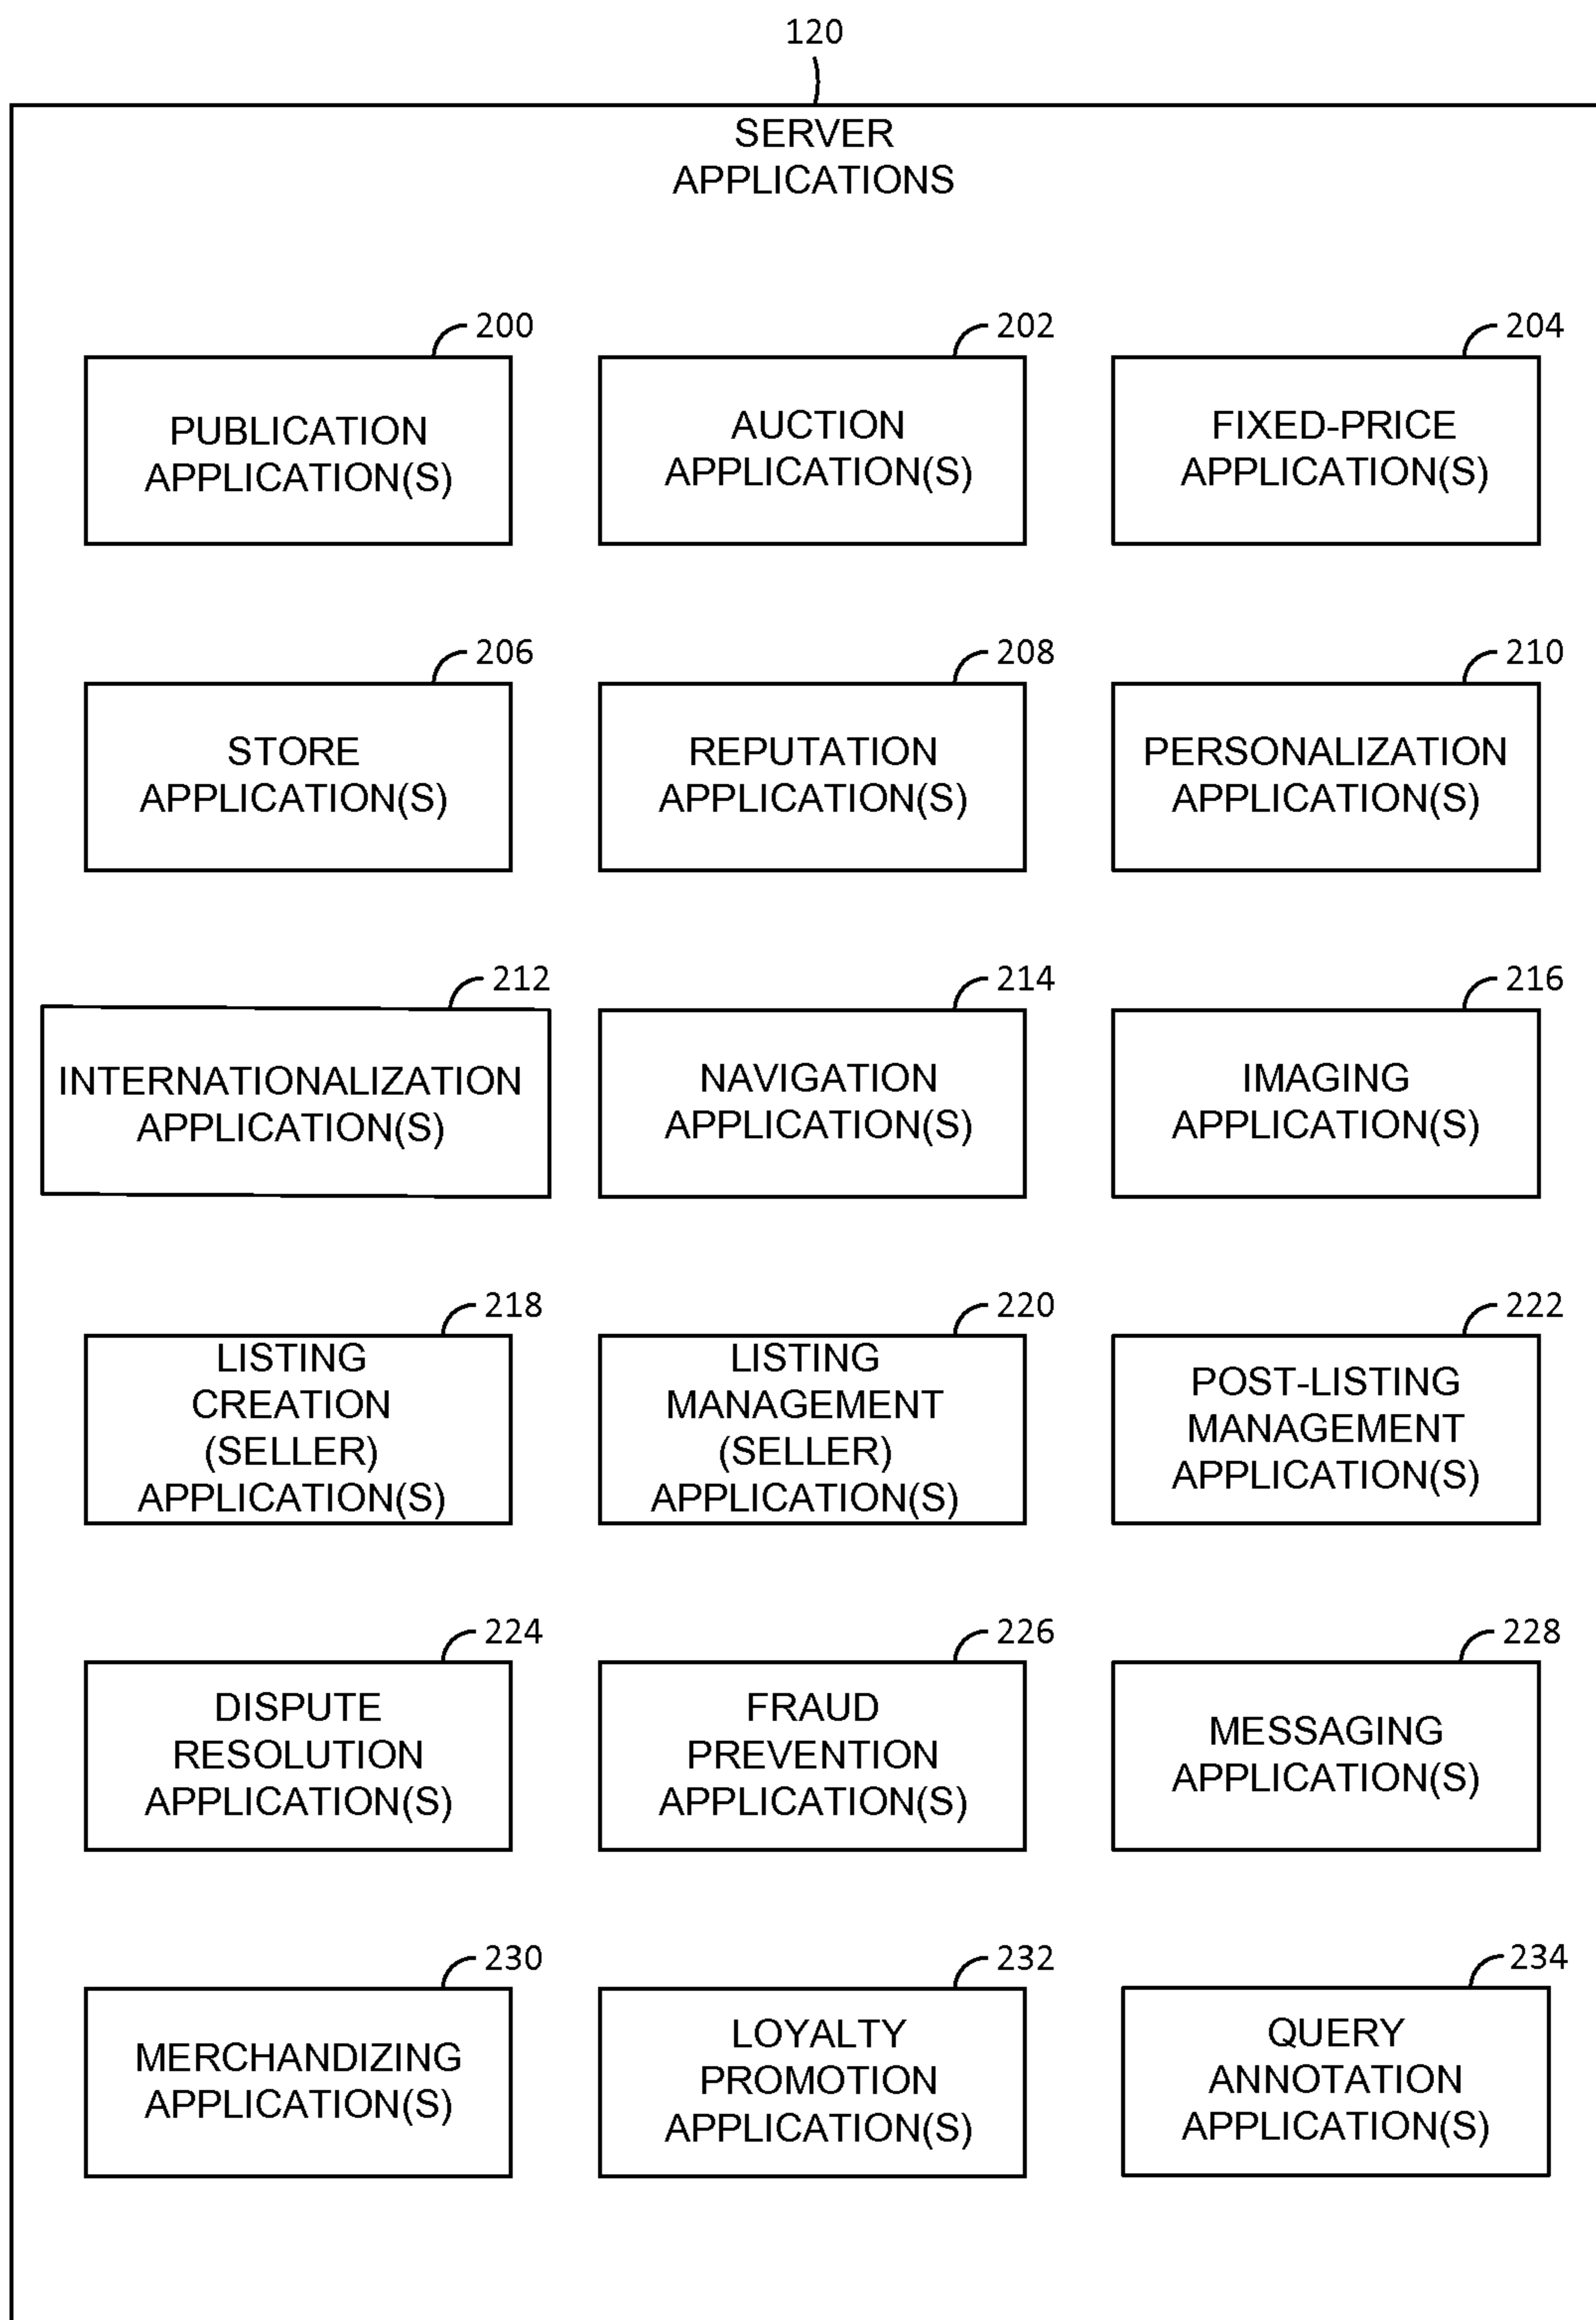 120
SERVER
APPLICATIONS
200
PUBLICATION
APPLICATION(S)
202
AUCTION
APPLICATION(S)
204
FIXED-PRICE
APPLICATION(S)
206
STORE
APPLICATION(S)
208
REPUTATION
APPLICATION(S)
210
PERSONALIZATION
APPLICATION(S)
212
INTERNATIONALIZATION
APPLICATION(S)
214
NAVIGATION
APPLICATION(S)
216
IMAGING
APPLICATION(S)
218
LISTING
CREATION
(SELLER)
APPLICATION(S)
220
LISTING
MANAGEMENT
(SELLER)
APPLICATION(S)
222
POST-LISTING
MANAGEMENT
APPLICATION(S)
224
DISPUTE
RESOLUTION
APPLICATION(S)
226
FRAUD
PREVENTION
APPLICATION(S)
228
MESSAGING
APPLICATION(S)
230
MERCHANDIZING
APPLICATION(S)
232
LOYALTY
PROMOTION
APPLICATION(S)
234
QUERY
ANNOTATION
APPLICATION(S)